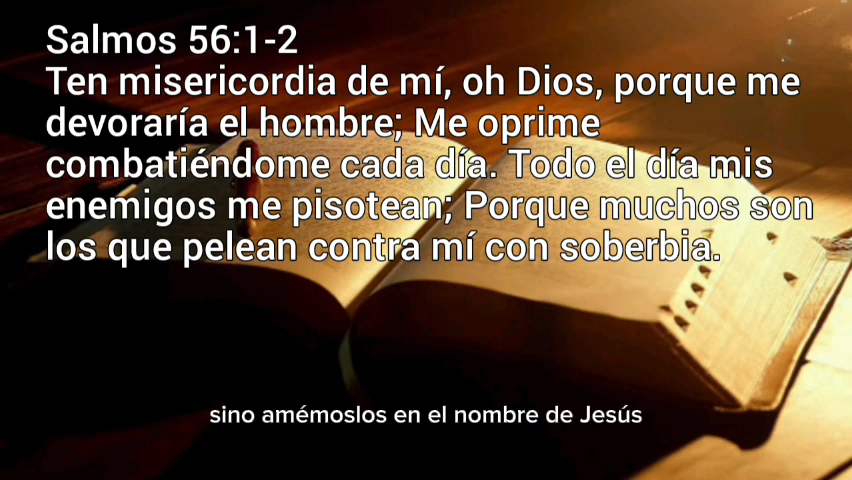 Salmos 56:1-2
Ten misericordia de mí, oh Dios, porque me
devoraría el hombre; Me oprime
combatiéndome cada día. Todo el día mis
enemigos me pisotean; Porque muchos son
los que pelean contra mí con soberbia.
sino amémoslos en el nombre de Jesús